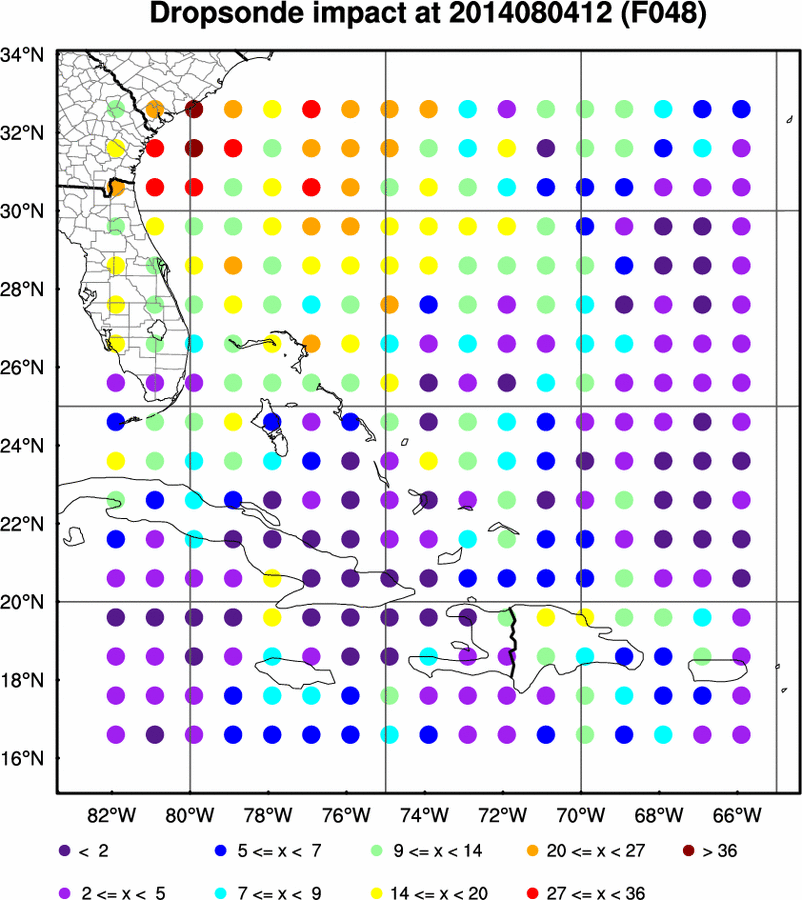 Dropsonde impact at 2014080412 (F048)
34°N
32°N
30°N
28°N
26°N
24°N
22°N
20°N
18°N
16°N
82°W 80°W 78°W 76°W 74°W 72°W 70°W 68°W 66°W
< 2 5 <= x < 7 9 <= x < 14 20 <= x < 27 > 36
2 <= x < 5 7 <= x < 9 14 <= x < 20 27 <= x < 36